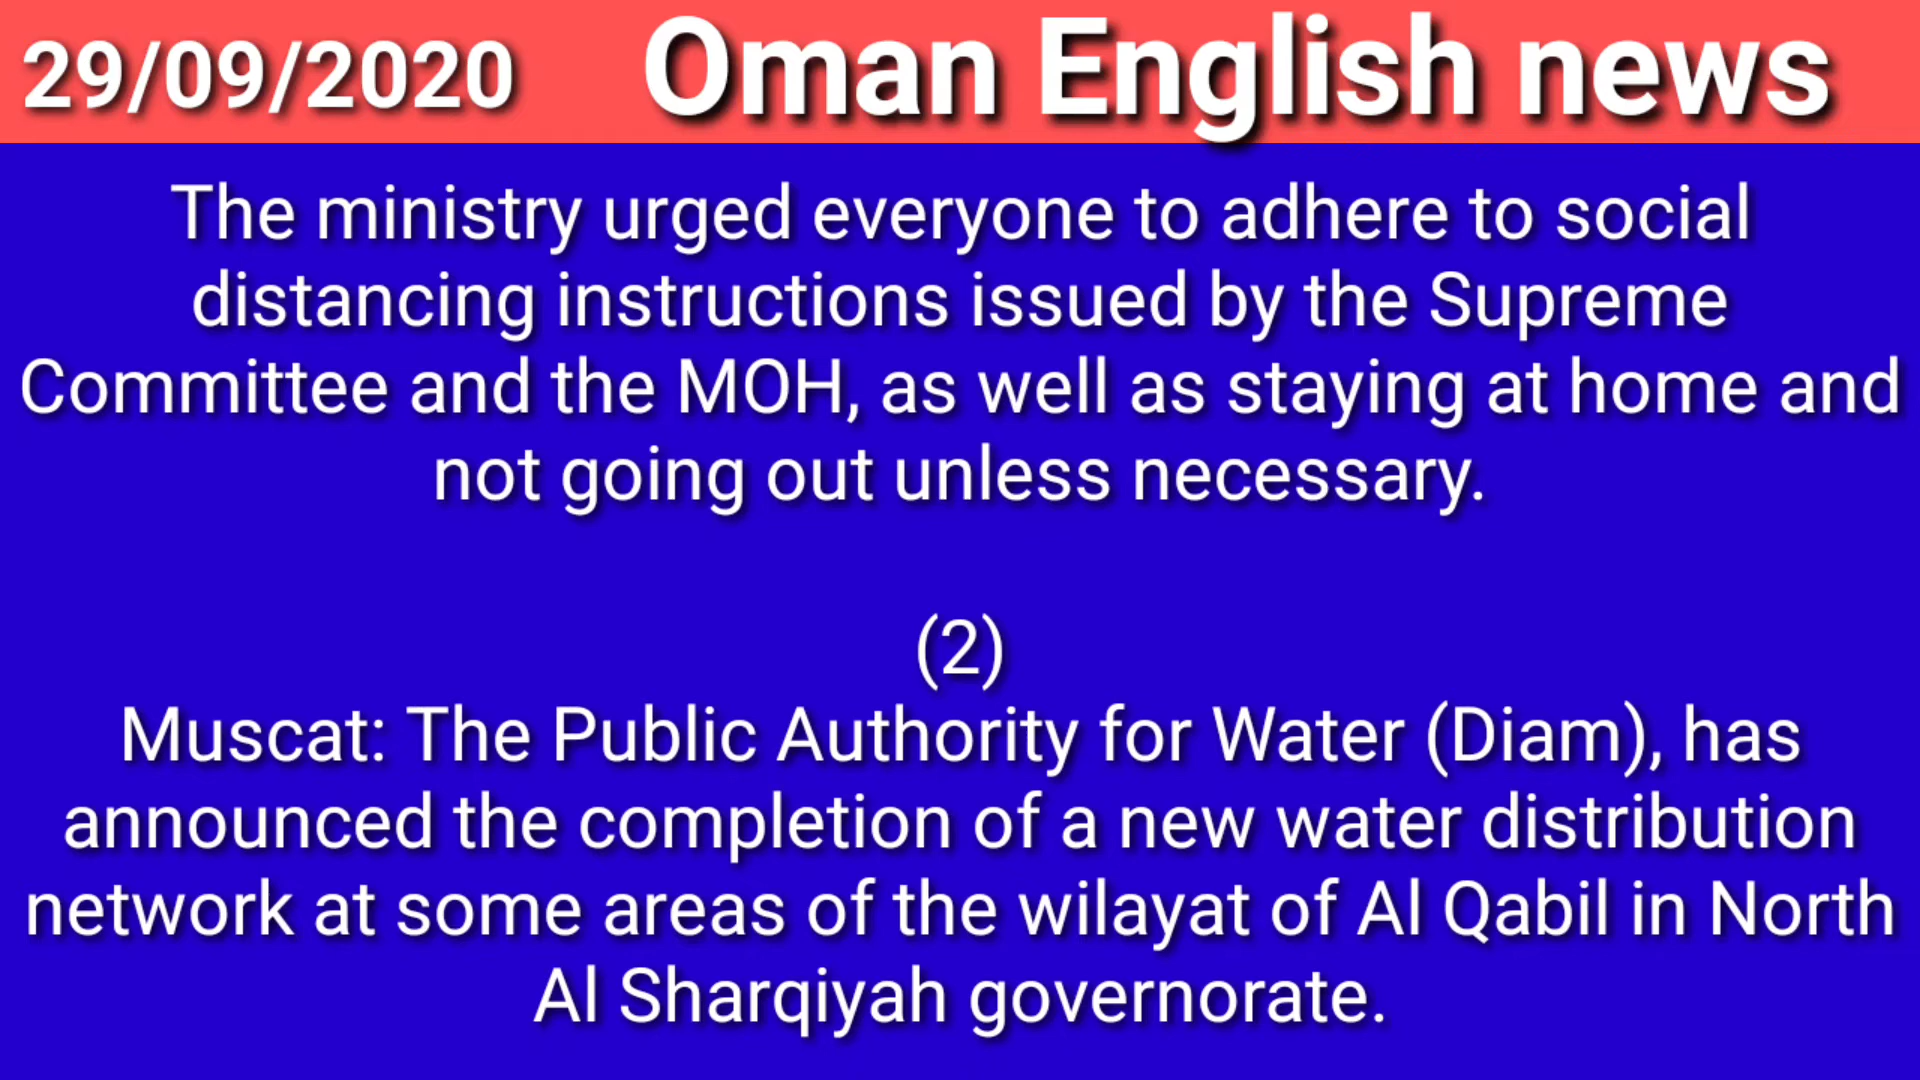 29/09/2020 Oman English news
The ministry urged everyone to adhere to social
distancing instructions issued by the Supreme
Committee and the MOH, as well as staying at home and
not going out unless necessary.
(2)
Muscat: The Public Authority for Water (Diam), has
announced the completion of a new water distribution
network at some areas of the wilayat of Al Qabil in North
Al Sharqiyah governorate.